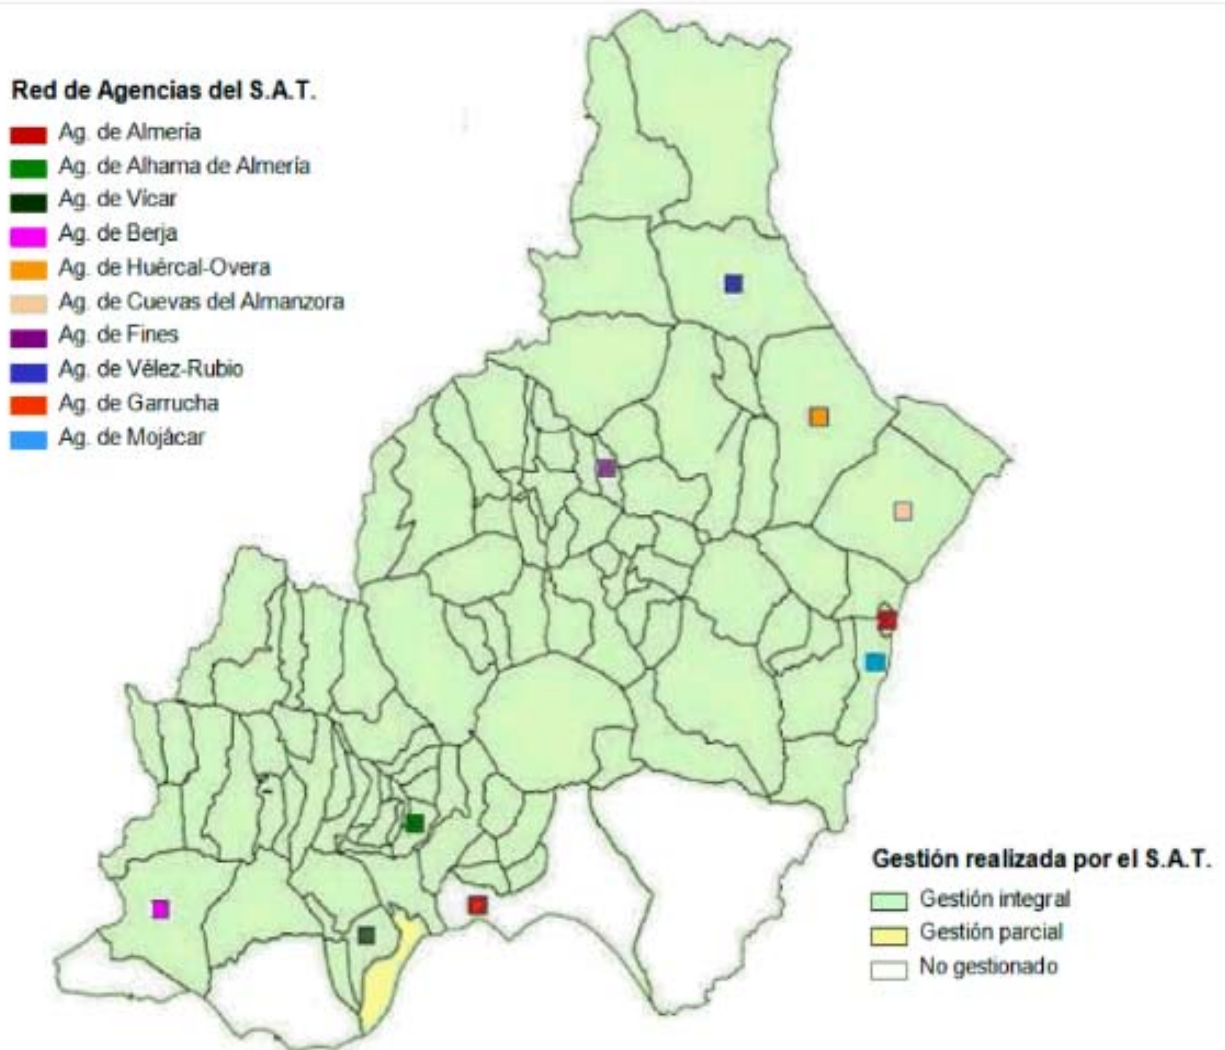 Red de Agencias del S.A.T.
Ag. de Almería
Ag. de Alhama de Almería
Ag. de Vícar
Ag. de Berja
Ag. de Huércal-Overa
Ag. de Cuevas del Almanzora
Ag. de Fines
Ag. de Vélez-Rubio
Ag. de Garrucha
Ag. de Mojácar
Gestión realizada por el S.A.T.
Gestión integral
Gestión parcial
No gestionado